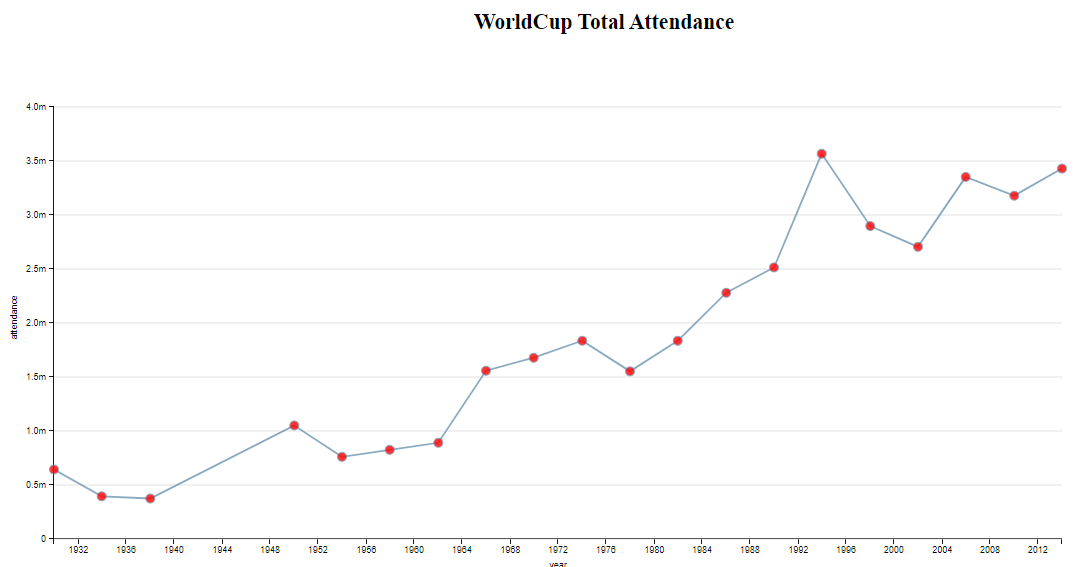 WorldCup Total Attendance
4.0m
3.5m
3.0m
2.5m
2.0m
1.5m
1.0m
0.5m
0
attendance
1932 1936 1940 1944 1948 1952 1956 1960 1964 1968 1972 1976 1980 1984 1988 1992 1996 2000 2004 2008 2012
year